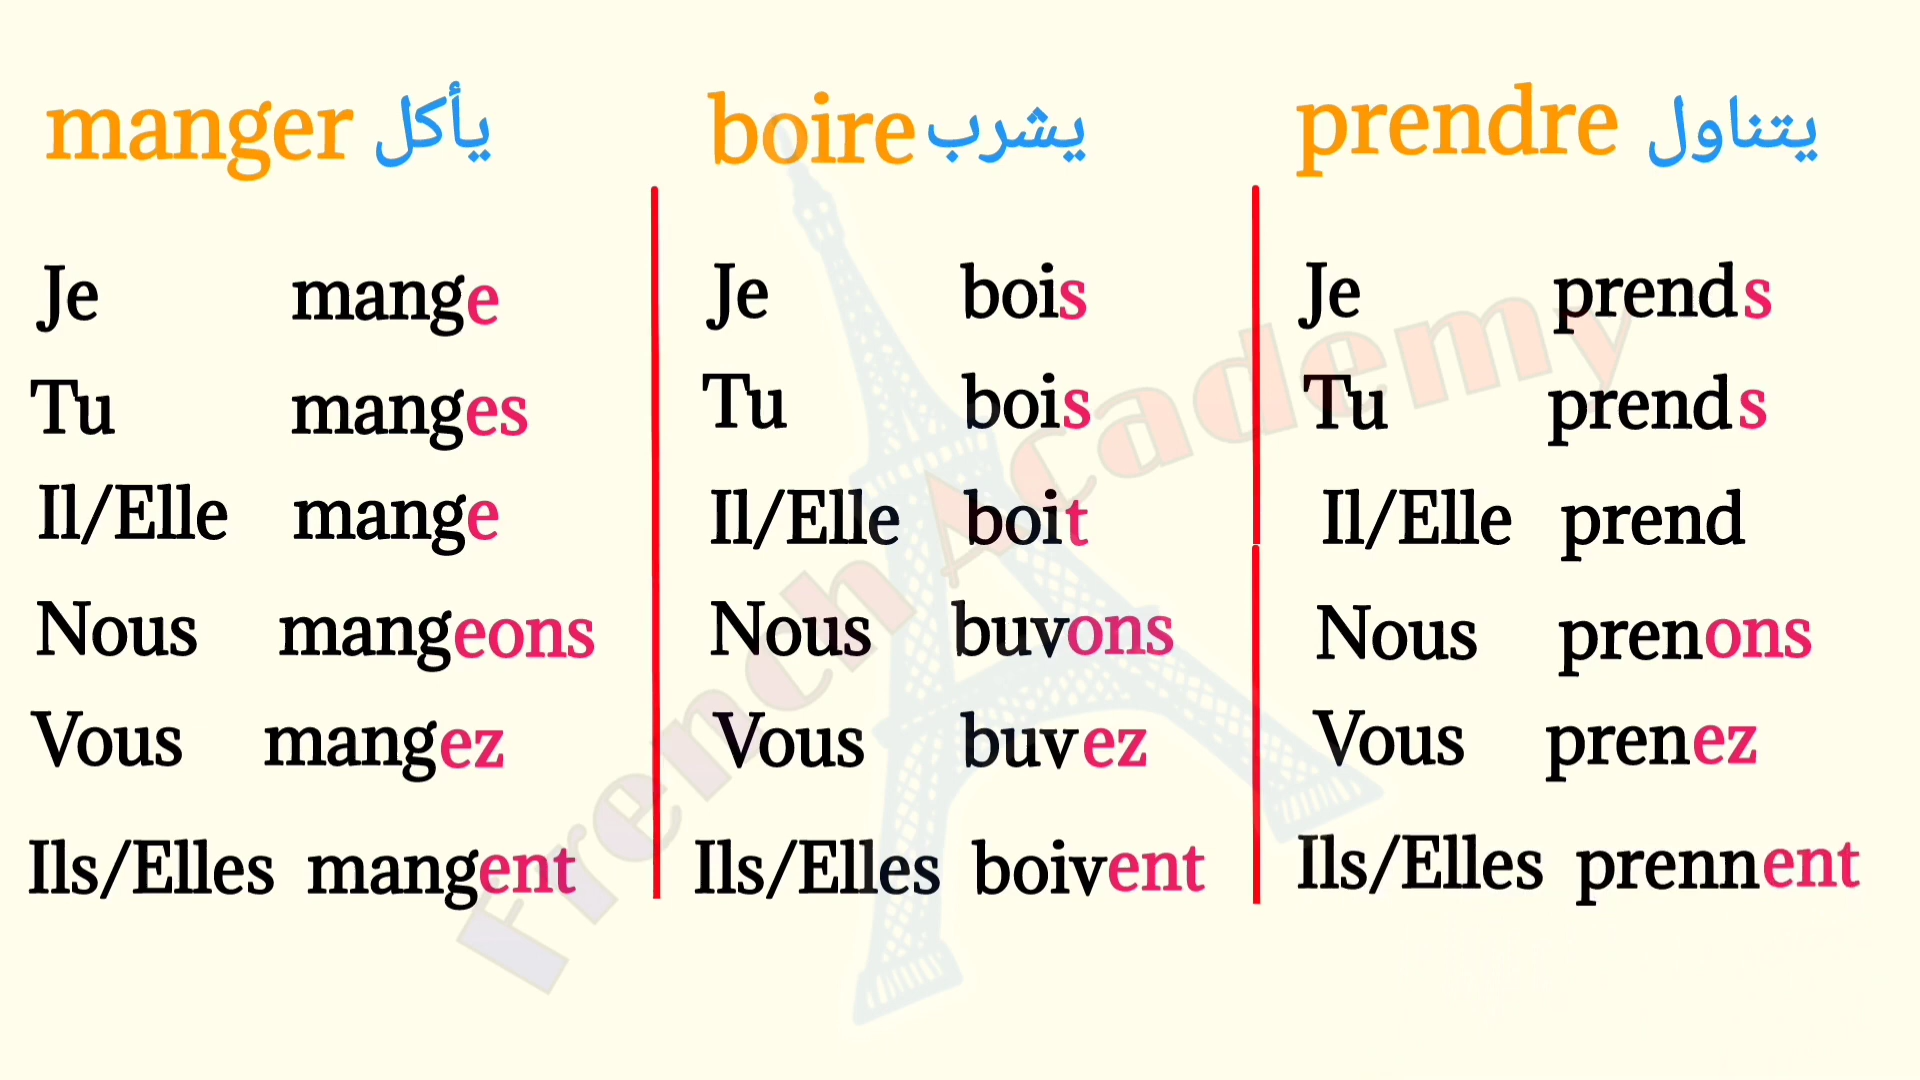 manger يأكل
Je mange
Tu manges
Il/Elle mange
Nous mangeons
Vous mangez
Ils/Elles mangent
boire يشرب
Je bois
Tu bois
Il/Elle boit
Nous buvons
Vous buvez
Ils/Elles boivent
prendre يتناول
Je prends
Tu prends
Il/Elle prend
Nous prenons
Vous prenez
Ils/Elles prennent
French Academy